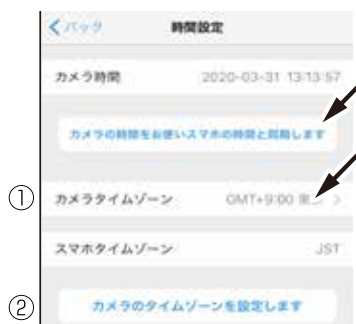 バック 時間設定
カメラ時間 2020-03-31 13:13:57
カメラの時間をお使いスマホの時間と同期します
① カメラタイムゾーン GMT+9:00 東
スマホタイムゾーン JST
② カメラのタイムゾーンを設定します